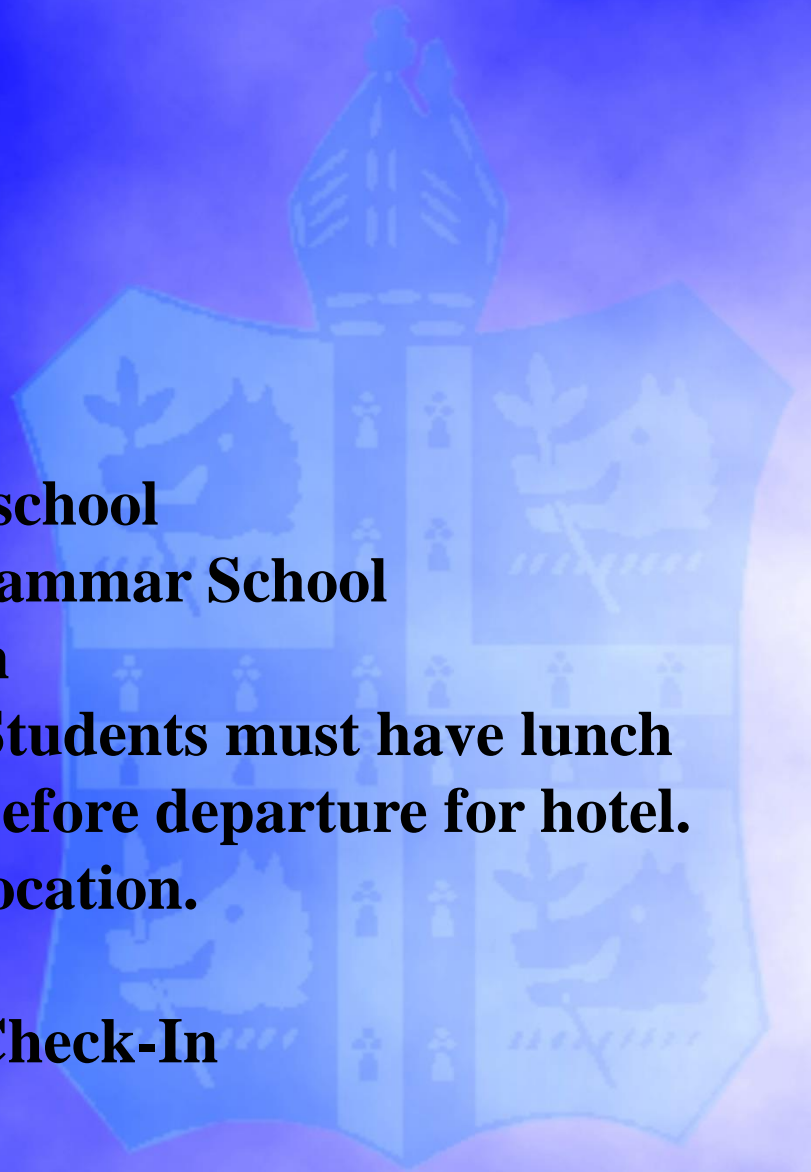 school
ammar School
n
Students must have lunch
efore departure for hotel.
ocation.
Check-In